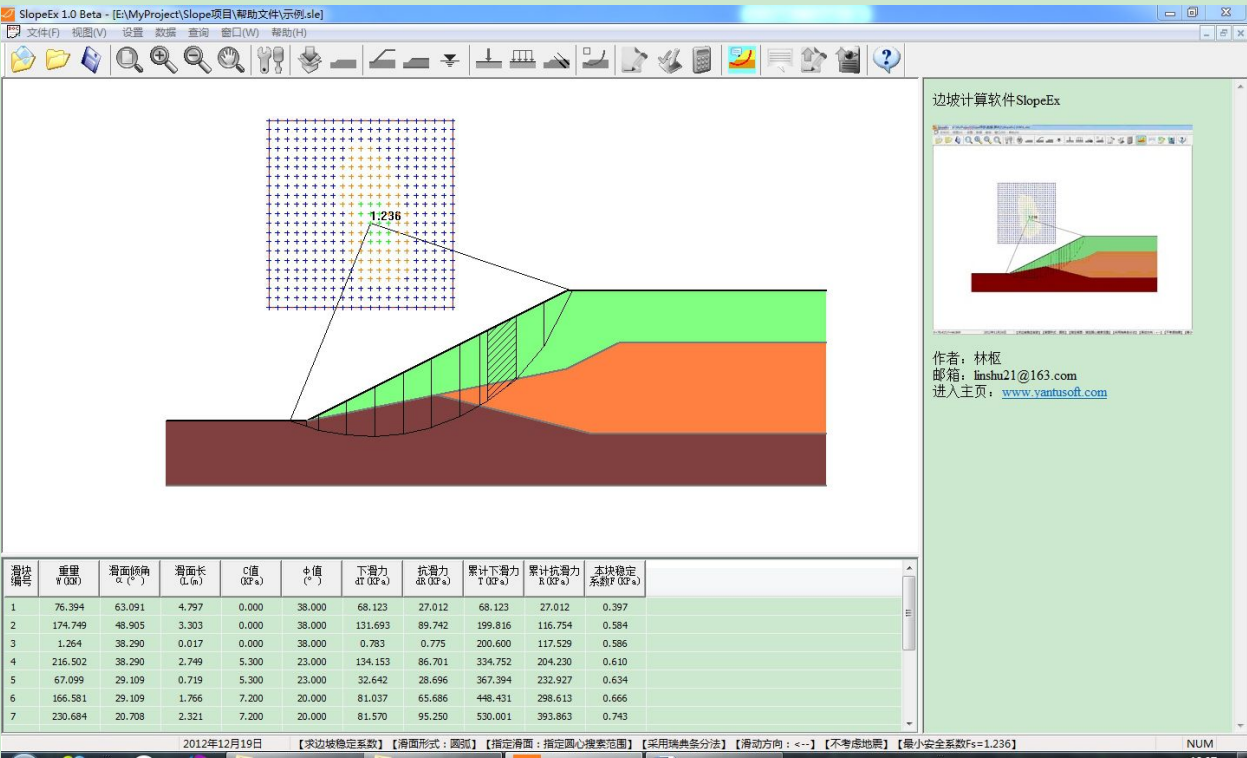 SlopeEx 1.0 Beta - [E:\MyProject\Slope项目\帮助文件\示例.sle]
文件(F) 视图(V) 设置 数据 查询 窗口(W) 帮助(H)
1.236
边坡计算软件SlopeEx
作者：林枢
邮箱：linshu21@163.com
进入主页：www.yantusoft.com
滑块编号 重量W(KN) 滑面倾角α(°) 滑面长(L(m) C值(KPa) Φ值(°) 下滑力dT(KPa) 抗滑力dR(KPa) 累计下滑力T(KPa) 累计抗滑力R(KPa) 本块稳定系数F(KPa)
1 76.394 63.091 4.797 0.000 38.000 68.123 27.012 68.123 27.012 0.397
2 174.749 48.905 3.303 0.000 38.000 131.693 89.742 199.816 116.754 0.584
3 1.264 38.290 0.017 0.000 38.000 0.783 0.775 200.600 117.529 0.586
4 216.502 38.290 2.749 5.300 23.000 134.153 86.701 334.752 204.230 0.610
5 67.099 29.109 0.719 5.300 23.000 32.642 28.696 367.394 232.927 0.634
6 166.581 29.109 1.766 7.200 20.000 81.037 65.686 448.431 298.613 0.666
7 230.684 20.708 2.321 7.200 20.000 81.570 95.250 530.001 393.863 0.743
2012年12月19日 【求边坡稳定系数】【滑面形式：圆弧】【指定滑面：指定圆心搜索范围】【采用瑞典条分法】【滑动方向：<--】【不考虑地震】【最小安全系数Fs=1.236】 NUM